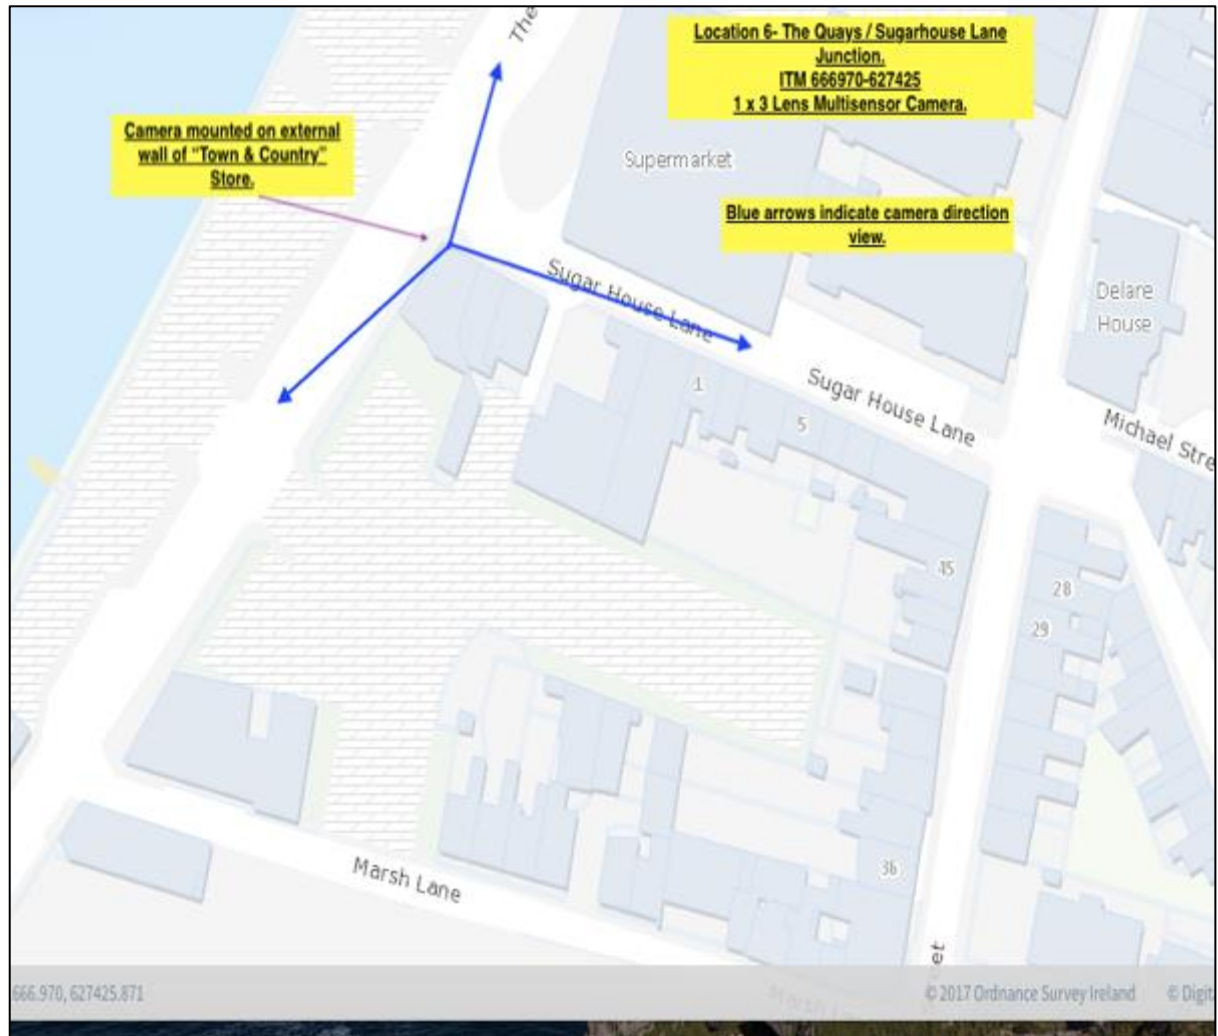 The
Location 6- The Quays / Sugarhouse Lane
Junction.
ITM 666970-627425
1 x 3 Lens Multisensor Camera.
Camera mounted on external
wall of "Town & Country"
Store.
Supermarket
Blue arrows indicate camera direction
view.
Sugar House Lane
Delare
House
1
Sugar House Lane
5
Michael Stre
45
28
29
36
Marsh Lane
eet
666.970, 627425.871
© 2017 Ordnance Survey Ireland
© Digit